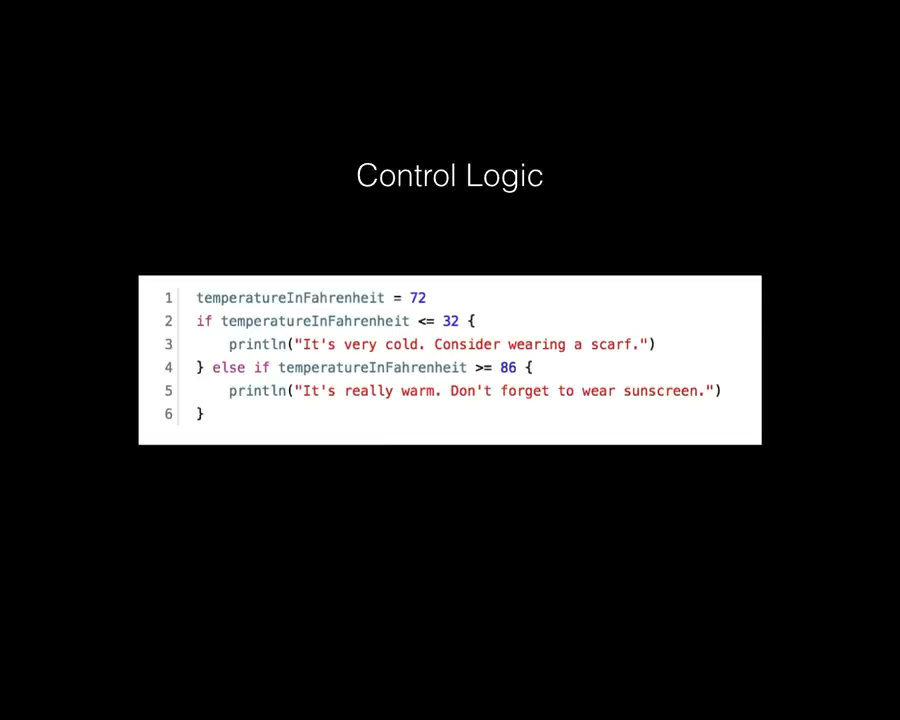 Control Logic
1 temperatureInFahrenheit = 72
2 if temperatureInFahrenheit <= 32 {
3     println("It's very cold. Consider wearing a scarf.")
4 } else if temperatureInFahrenheit >= 86 {
5     println("It's really warm. Don't forget to wear sunscreen.")
6 }